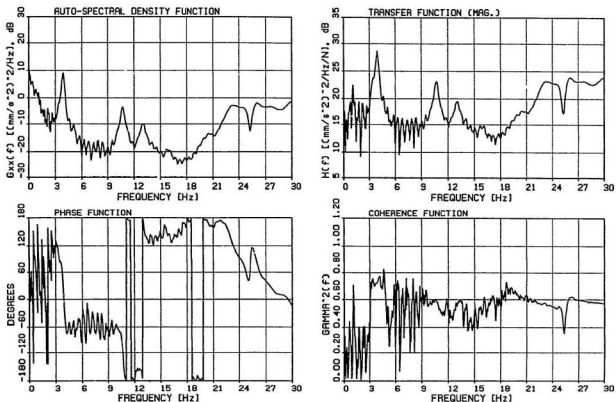 AUTO-SPECTRAL DENSITY FUNCTION
Gxx(f) [(mm/s^2)^2/Hz], dB
30
20
10
0
-10
-20
-30
0 3 6 9 12 15 18 21 24 27 30
FREQUENCY [Hz]
TRANSFER FUNCTION (MAG.)
H(f) [(mm/s^2)^2/Hz/N], dB
35
30
25
20
15
10
5
0 3 6 9 12 15 18 21 24 27 30
FREQUENCY [Hz]
PHASE FUNCTION
DEGREES
180
120
60
0
-60
-120
-180
0 3 6 9 12 15 18 21 24 27 30
FREQUENCY [Hz]
COHERENCE FUNCTION
GAMMA^2(f)
1.20
1.00
0.80
0.60
0.40
0.20
0.00
0 3 6 9 12 15 18 21 24 27 30
FREQUENCY [Hz]